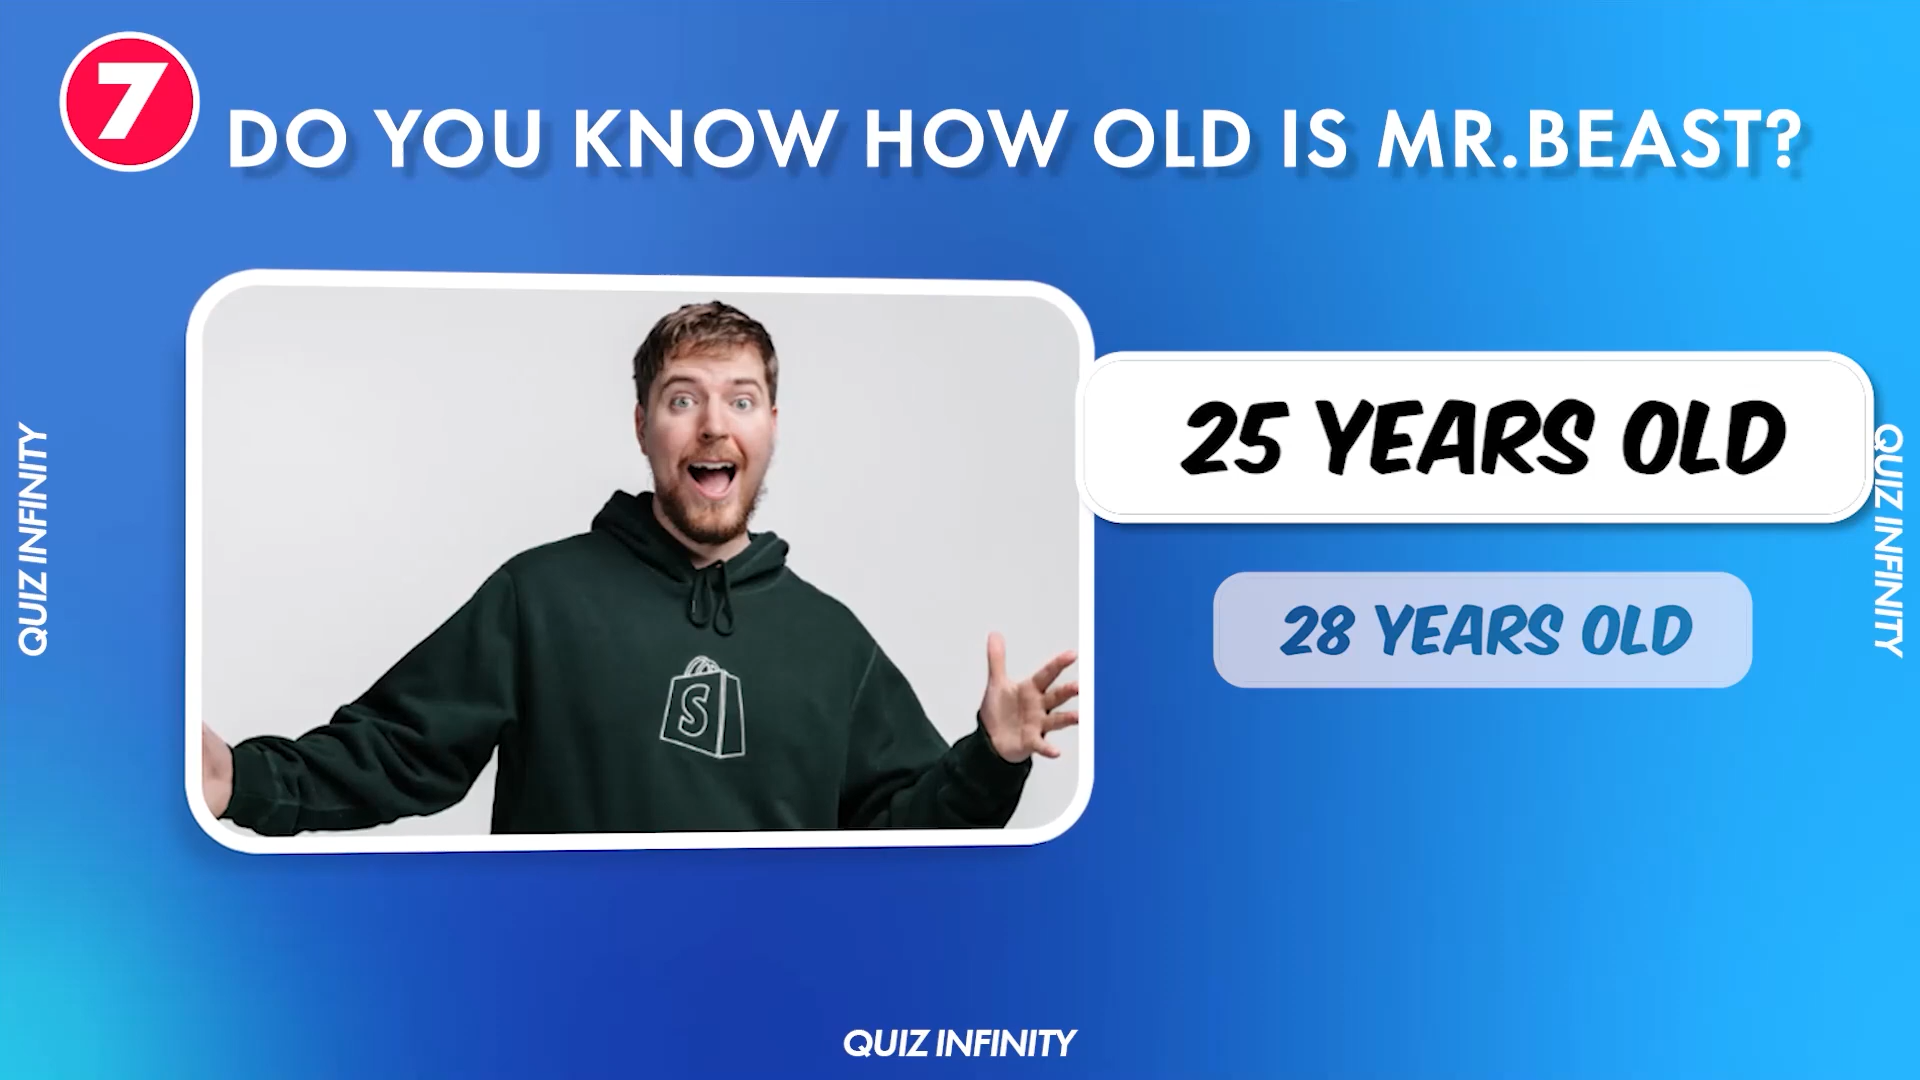 7
DO YOU KNOW HOW OLD IS MR.BEAST?
25 YEARS OLD
28 YEARS OLD
S
QUIZ INFINITY
QUIZ INFINITY
QUIZ INFINITY